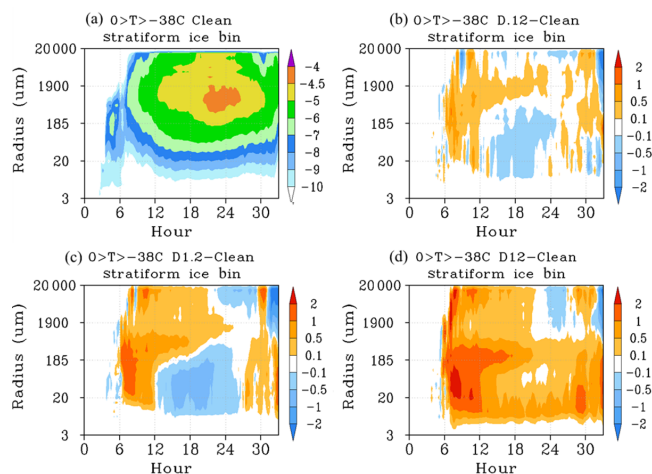 (a) 0>T>-38C Clean
Stratiform ice bin
20000
1900
185
20
3
Radius (um)
0 6 12 18 24 30
Hour
-4
-4.5
-5
-6
-7
-8
-9
-10
(b) 0>T>-38C D.12-Clean
Stratiform ice bin
20000
1900
185
20
3
Radius (um)
0 6 12 18 24 30
Hour
2
1
0.5
0.1
-0.1
-0.5
-1
-2
(c) 0>T>-38C D1.2-Clean
Stratiform ice bin
20000
1900
185
20
3
Radius (um)
0 6 12 18 24 30
Hour
2
1
0.5
0.1
-0.1
-0.5
-1
-2
(d) 0>T>-38C D12-Clean
Stratiform ice bin
20000
1900
185
20
3
Radius (um)
0 6 12 18 24 30
Hour
2
1
0.5
0.1
-0.1
-0.5
-1
-2